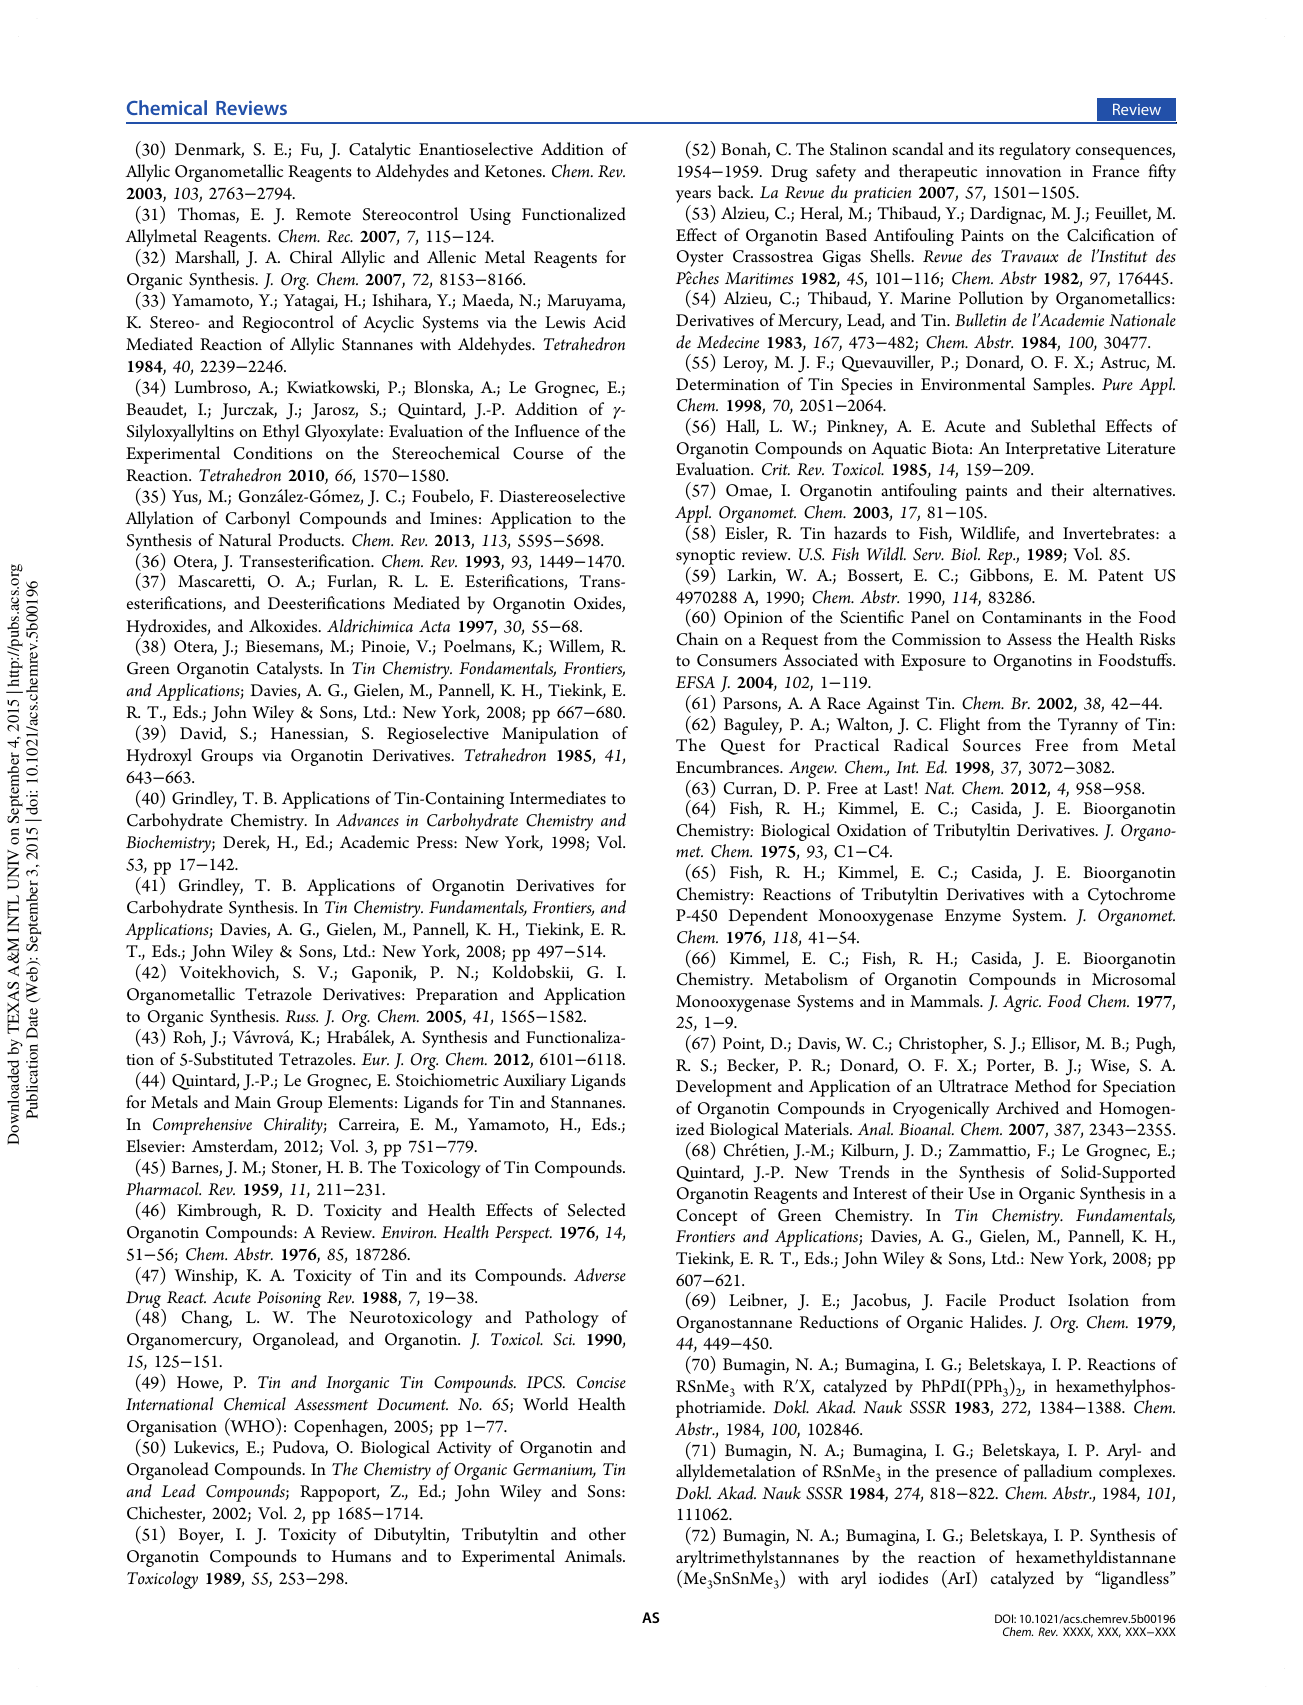 Chemical Reviews
Review
(30) Denmark, S. E.; Fu, J. Catalytic Enantioselective Addition of
Allylic Organometallic Reagents to Aldehydes and Ketones. Chem. Rev.
2003, 103, 2763−2794.
(31) Thomas, E. J. Remote Stereocontrol Using Functionalized
Allylmetal Reagents. Chem. Rec. 2007, 7, 115−124.
(32) Marshall, J. A. Chiral Allylic and Allenic Metal Reagents for
Organic Synthesis. J. Org. Chem. 2007, 72, 8153−8166.
(33) Yamamoto, Y.; Yatagai, H.; Ishihara, Y.; Maeda, N.; Maruyama,
K. Stereo- and Regiocontrol of Acyclic Systems via the Lewis Acid
Mediated Reaction of Allylic Stannanes with Aldehydes. Tetrahedron
1984, 40, 2239−2246.
(34) Lumbroso, A.; Kwiatkowski, P.; Blonska, A.; Le Grognec, E.;
Beaudet, I.; Jurczak, J.; Jarosz, S.; Quintard, J.-P. Addition of γ-
Silyloxyallyltins on Ethyl Glyoxylate: Evaluation of the Influence of the
Experimental Conditions on the Stereochemical Course of the
Reaction. Tetrahedron 2010, 66, 1570−1580.
(35) Yus, M.; González-Gómez, J. C.; Foubelo, F. Diastereoselective
Allylation of Carbonyl Compounds and Imines: Application to the
Synthesis of Natural Products. Chem. Rev. 2013, 113, 5595−5698.
(36) Otera, J. Transesterification. Chem. Rev. 1993, 93, 1449−1470.
(37) Mascaretti, O. A.; Furlan, R. L. E. Esterifications, Trans-
esterifications, and Deesterifications Mediated by Organotin Oxides,
Hydroxides, and Alkoxides. Aldrichimica Acta 1997, 30, 55−68.
(38) Otera, J.; Biesemans, M.; Pinoie, V.; Poelmans, K.; Willem, R.
Green Organotin Catalysts. In Tin Chemistry. Fondamentals, Frontiers,
and Applications; Davies, A. G., Gielen, M., Pannell, K. H., Tiekink, E.
R. T., Eds.; John Wiley & Sons, Ltd.: New York, 2008; pp 667−680.
(39) David, S.; Hanessian, S. Regioselective Manipulation of
Hydroxyl Groups via Organotin Derivatives. Tetrahedron 1985, 41,
643−663.
(40) Grindley, T. B. Applications of Tin-Containing Intermediates to
Carbohydrate Chemistry. In Advances in Carbohydrate Chemistry and
Biochemistry; Derek, H., Ed.; Academic Press: New York, 1998; Vol.
53, pp 17−142.
(41) Grindley, T. B. Applications of Organotin Derivatives for
Carbohydrate Synthesis. In Tin Chemistry. Fundamentals, Frontiers, and
Applications; Davies, A. G., Gielen, M., Pannell, K. H., Tiekink, E. R.
T., Eds.; John Wiley & Sons, Ltd.: New York, 2008; pp 497−514.
(42) Voitekhovich, S. V.; Gaponik, P. N.; Koldobskii, G. I.
Organometallic Tetrazole Derivatives: Preparation and Application
to Organic Synthesis. Russ. J. Org. Chem. 2005, 41, 1565−1582.
(43) Roh, J.; Vávrová, K.; Hrabálek, A. Synthesis and Functionaliza-
tion of 5-Substituted Tetrazoles. Eur. J. Org. Chem. 2012, 6101−6118.
(44) Quintard, J.-P.; Le Grognec, E. Stoichiometric Auxiliary Ligands
for Metals and Main Group Elements: Ligands for Tin and Stannanes.
In Comprehensive Chirality; Carreira, E. M., Yamamoto, H., Eds.;
Elsevier: Amsterdam, 2012; Vol. 3, pp 751−779.
(45) Barnes, J. M.; Stoner, H. B. The Toxicology of Tin Compounds.
Pharmacol. Rev. 1959, 11, 211−231.
(46) Kimbrough, R. D. Toxicity and Health Effects of Selected
Organotin Compounds: A Review. Environ. Health Perspect. 1976, 14,
51−56; Chem. Abstr. 1976, 85, 187286.
(47) Winship, K. A. Toxicity of Tin and its Compounds. Adverse
Drug React. Acute Poisoning Rev. 1988, 7, 19−38.
(48) Chang, L. W. The Neurotoxicology and Pathology of
Organomercury, Organolead, and Organotin. J. Toxicol. Sci. 1990,
15, 125−151.
(49) Howe, P. Tin and Inorganic Tin Compounds. IPCS. Concise
International Chemical Assessment Document. No. 65; World Health
Organisation (WHO): Copenhagen, 2005; pp 1−77.
(50) Lukevics, E.; Pudova, O. Biological Activity of Organotin and
Organolead Compounds. In The Chemistry of Organic Germanium, Tin
and Lead Compounds; Rappoport, Z., Ed.; John Wiley and Sons:
Chichester, 2002; Vol. 2, pp 1685−1714.
(51) Boyer, I. J. Toxicity of Dibutyltin, Tributyltin and other
Organotin Compounds to Humans and to Experimental Animals.
Toxicology 1989, 55, 253−298.
(52) Bonah, C. The Stalinon scandal and its regulatory consequences,
1954−1959. Drug safety and therapeutic innovation in France fifty
years back. La Revue du praticien 2007, 57, 1501−1505.
(53) Alzieu, C.; Heral, M.; Thibaud, Y.; Dardignac, M. J.; Feuillet, M.
Effect of Organotin Based Antifouling Paints on the Calcification of
Oyster Crassostrea Gigas Shells. Revue des Travaux de l'Institut des
Pêches Maritimes 1982, 45, 101−116; Chem. Abstr 1982, 97, 176445.
(54) Alzieu, C.; Thibaud, Y. Marine Pollution by Organometallics:
Derivatives of Mercury, Lead, and Tin. Bulletin de l'Academie Nationale
de Medecine 1983, 167, 473−482; Chem. Abstr. 1984, 100, 30477.
(55) Leroy, M. J. F.; Quevauviller, P.; Donard, O. F. X.; Astruc, M.
Determination of Tin Species in Environmental Samples. Pure Appl.
Chem. 1998, 70, 2051−2064.
(56) Hall, L. W.; Pinkney, A. E. Acute and Sublethal Effects of
Organotin Compounds on Aquatic Biota: An Interpretative Literature
Evaluation. Crit. Rev. Toxicol. 1985, 14, 159−209.
(57) Omae, I. Organotin antifouling paints and their alternatives.
Appl. Organomet. Chem. 2003, 17, 81−105.
(58) Eisler, R. Tin hazards to Fish, Wildlife, and Invertebrates: a
synoptic review. U.S. Fish Wildl. Serv. Biol. Rep., 1989; Vol. 85.
(59) Larkin, W. A.; Bossert, E. C.; Gibbons, E. M. Patent US
4970288 A, 1990; Chem. Abstr. 1990, 114, 83286.
(60) Opinion of the Scientific Panel on Contaminants in the Food
Chain on a Request from the Commission to Assess the Health Risks
to Consumers Associated with Exposure to Organotins in Foodstuffs.
EFSA J. 2004, 102, 1−119.
(61) Parsons, A. A Race Against Tin. Chem. Br. 2002, 38, 42−44.
(62) Baguley, P. A.; Walton, J. C. Flight from the Tyranny of Tin:
The Quest for Practical Radical Sources Free from Metal
Encumbrances. Angew. Chem., Int. Ed. 1998, 37, 3072−3082.
(63) Curran, D. P. Free at Last! Nat. Chem. 2012, 4, 958−958.
(64) Fish, R. H.; Kimmel, E. C.; Casida, J. E. Bioorganotin
Chemistry: Biological Oxidation of Tributyltin Derivatives. J. Organo-
met. Chem. 1975, 93, C1−C4.
(65) Fish, R. H.; Kimmel, E. C.; Casida, J. E. Bioorganotin
Chemistry: Reactions of Tributyltin Derivatives with a Cytochrome
P-450 Dependent Monooxygenase Enzyme System. J. Organomet.
Chem. 1976, 118, 41−54.
(66) Kimmel, E. C.; Fish, R. H.; Casida, J. E. Bioorganotin
Chemistry. Metabolism of Organotin Compounds in Microsomal
Monooxygenase Systems and in Mammals. J. Agric. Food Chem. 1977,
25, 1−9.
(67) Point, D.; Davis, W. C.; Christopher, S. J.; Ellisor, M. B.; Pugh,
R. S.; Becker, P. R.; Donard, O. F. X.; Porter, B. J.; Wise, S. A.
Development and Application of an Ultratrace Method for Speciation
of Organotin Compounds in Cryogenically Archived and Homogen-
ized Biological Materials. Anal. Bioanal. Chem. 2007, 387, 2343−2355.
(68) Chrétien, J.-M.; Kilburn, J. D.; Zammattio, F.; Le Grognec, E.;
Quintard, J.-P. New Trends in the Synthesis of Solid-Supported
Organotin Reagents and Interest of their Use in Organic Synthesis in a
Concept of Green Chemistry. In Tin Chemistry. Fundamentals,
Frontiers and Applications; Davies, A. G., Gielen, M., Pannell, K. H.,
Tiekink, E. R. T., Eds.; John Wiley & Sons, Ltd.: New York, 2008; pp
607−621.
(69) Leibner, J. E.; Jacobus, J. Facile Product Isolation from
Organostannane Reductions of Organic Halides. J. Org. Chem. 1979,
44, 449−450.
(70) Bumagin, N. A.; Bumagina, I. G.; Beletskaya, I. P. Reactions of
RSnMe₃ with R′X, catalyzed by PhPdI(PPh₃)₂, in hexamethylphos-
photriamide. Dokl. Akad. Nauk SSSR 1983, 272, 1384−1388. Chem.
Abstr., 1984, 100, 102846.
(71) Bumagin, N. A.; Bumagina, I. G.; Beletskaya, I. P. Aryl- and
allyldemetalation of RSnMe₃ in the presence of palladium complexes.
Dokl. Akad. Nauk SSSR 1984, 274, 818−822. Chem. Abstr., 1984, 101,
111062.
(72) Bumagin, N. A.; Bumagina, I. G.; Beletskaya, I. P. Synthesis of
aryltrimethylstannanes by the reaction of hexamethyldistannane
(Me₃SnSnMe₃) with aryl iodides (ArI) catalyzed by “ligandless”
AS
DOI: 10.1021/acs.chemrev.5b00196
Chem. Rev. XXXX, XXX, XXX−XXX
Downloaded by TEXAS A&M INTL UNIV on September 4, 2015 | http://pubs.acs.org
Publication Date (Web): September 3, 2015 | doi: 10.1021/acs.chemrev.5b00196